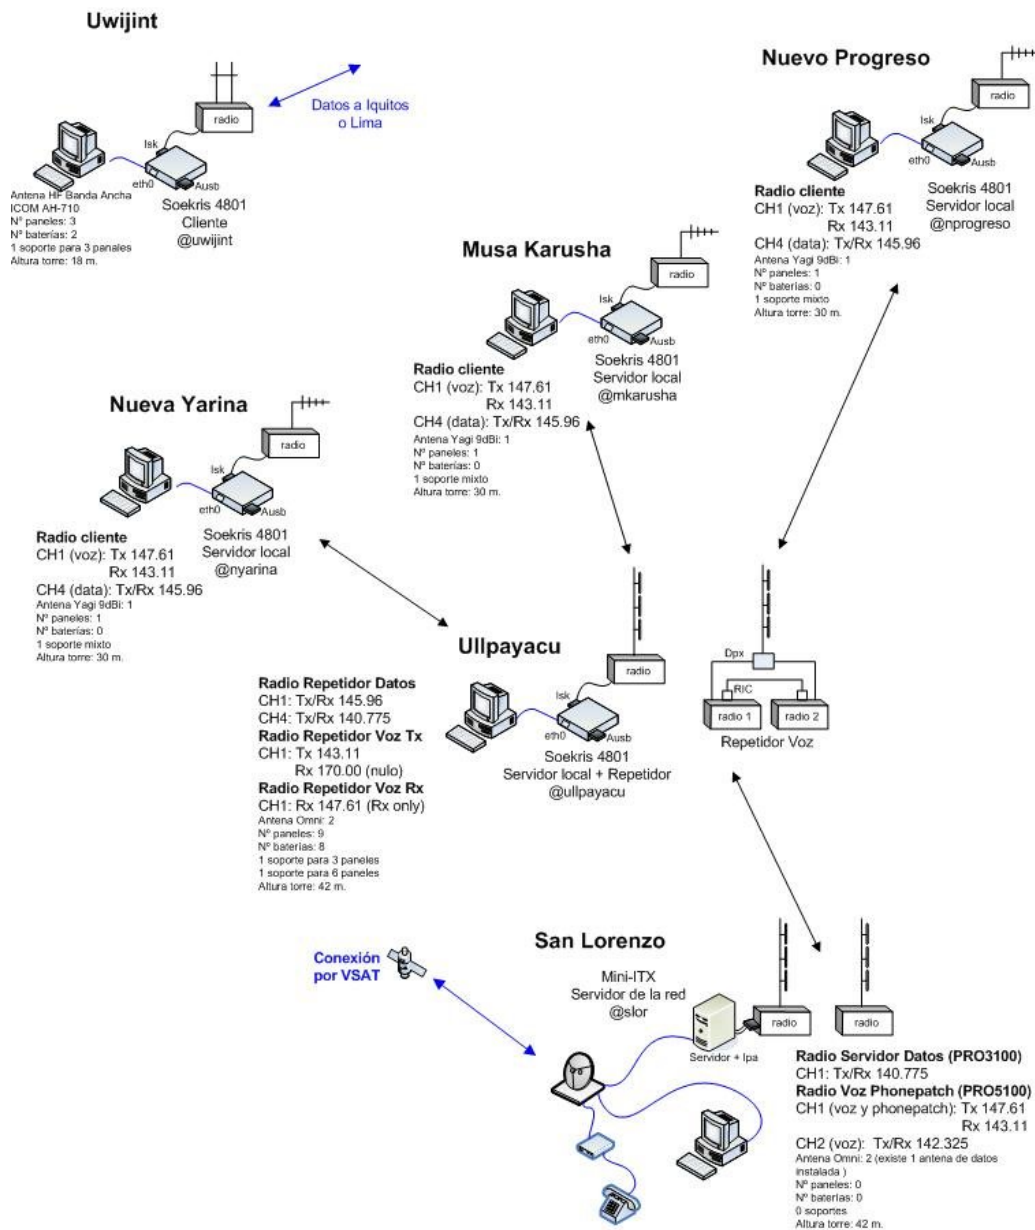 Uwijint
radio
Datos a Iquitos
o Lima
lsk
eth0
Ausb
Antena HF Banda Ancha
ICOM AH-710
Nº paneles: 3
Nº baterías: 2
1 soporte para 3 panales
Altura torre: 18 m.
Soekris 4801
Cliente
@uwijint
Nuevo Progreso
radio
lsk
eth0
Ausb
Radio cliente
CH1 (voz): Tx 147.61
Rx 143.11
CH4 (data): Tx/Rx 145.96
Antena Yagi 9dBi: 1
Nº paneles: 1
Nº baterías: 0
1 soporte mixto
Altura torre: 30 m.
Soekris 4801
Servidor local
@nprogreso
Musa Karusha
radio
lsk
eth0
Ausb
Radio cliente
CH1 (voz): Tx 147.61
Rx 143.11
CH4 (data): Tx/Rx 145.96
Antena Yagi 9dBi: 1
Nº paneles: 1
Nº baterías: 0
1 soporte mixto
Altura torre: 30 m.
Soekris 4801
Servidor local
@mkarusha
Nueva Yarina
radio
lsk
eth0
Ausb
Radio cliente
CH1 (voz): Tx 147.61
Rx 143.11
CH4 (data): Tx/Rx 145.96
Antena Yagi 9dBi: 1
Nº paneles: 1
Nº baterías: 0
1 soporte mixto
Altura torre: 30 m.
Soekris 4801
Servidor local
@nyarina
Ullpayacu
radio
lsk
eth0
Ausb
Radio Repetidor Datos
CH1: Tx/Rx 145.96
CH4: Tx/Rx 140.775
Radio Repetidor Voz Tx
CH1: Tx 143.11
Rx 170.00 (nulo)
Radio Repetidor Voz Rx
CH1: Rx 147.61 (Rx only)
Antena Omni: 2
Nº paneles: 9
Nº baterías: 8
1 soporte para 3 paneles
1 soporte para 6 paneles
Altura torre: 42 m.
Soekris 4801
Servidor local + Repetidor
@ullpayacu
Dpx
RIC
radio 1
radio 2
Repetidor Voz
San Lorenzo
Conexión
por VSAT
Mini-ITX
Servidor de la red
@slor
Servidor + Ipa
radio
radio
Radio Servidor Datos (PRO3100)
CH1: Tx/Rx 140.775
Radio Voz Phonepatch (PRO5100)
CH1 (voz y phonepatch): Tx 147.61
Rx 143.11
CH2 (voz): Tx/Rx 142.325
Antena Omni: 2 (existe 1 antena de datos
instalada )
Nº paneles: 0
Nº baterías: 0
0 soportes
Altura torre: 42 m.